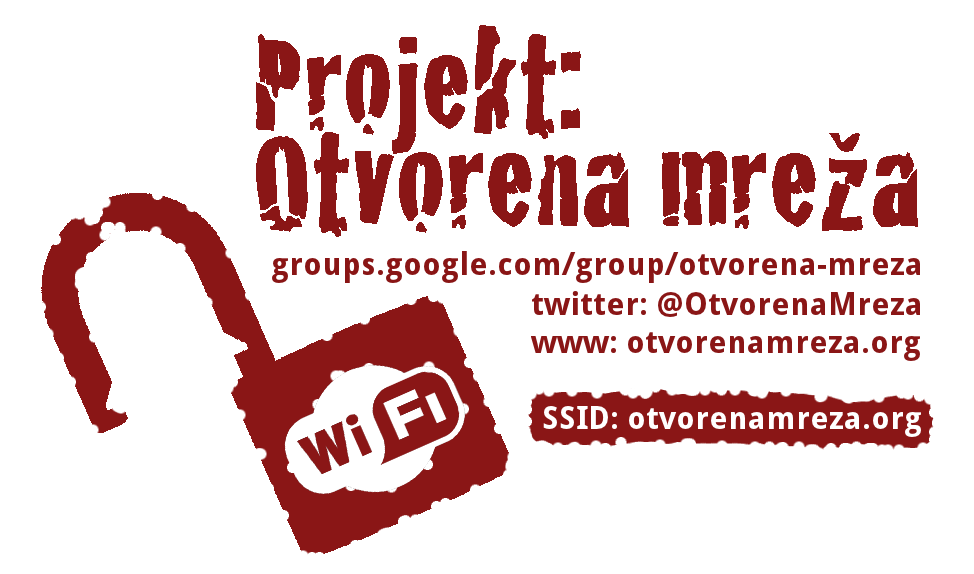 Projekt:
Otvorena mreža
groups.google.com/group/otvorena-mreza
twitter: @OtvorenaMreza
www: otvorenamreza.org
SSID: otvorenamreza.org
Wi Fi